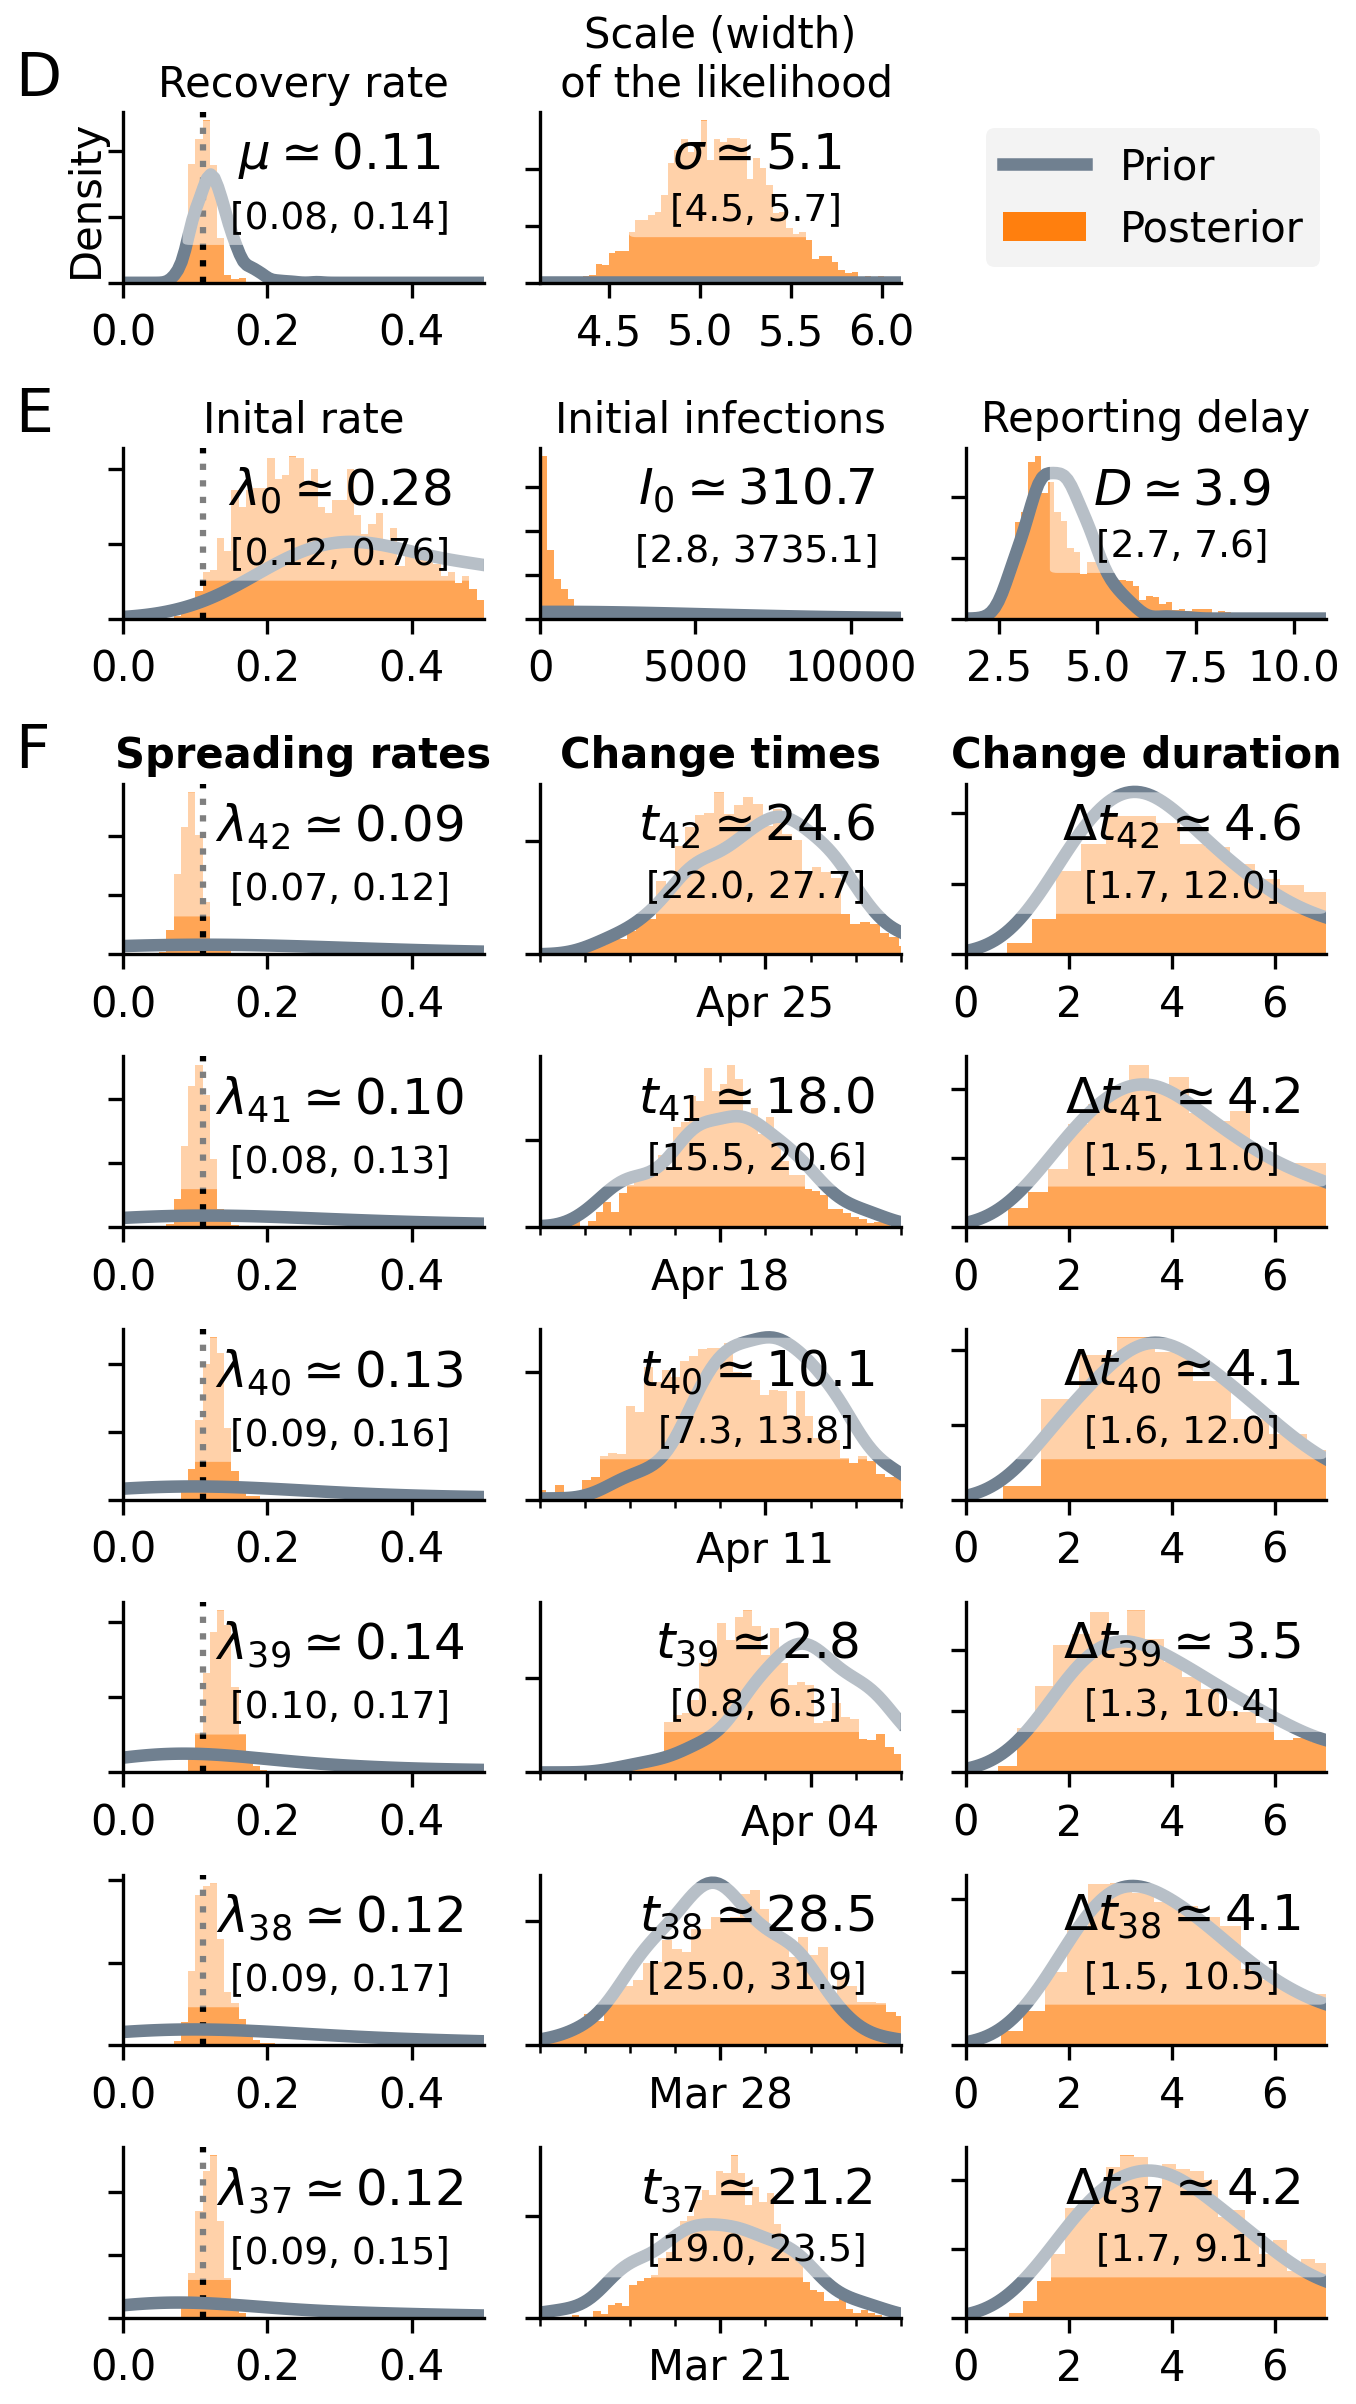 D
Recovery rate
Scale (width)
of the likelihood
Density
μ ≃ 0.11
[0.08, 0.14]
σ ≃ 5.1
[4.5, 5.7]
Prior
Posterior
0.0 0.2 0.4
4.5 5.0 5.5 6.0
E
Inital rate
Initial infections
Reporting delay
λ0 ≃ 0.28
[0.12, 0.76]
I0 ≃ 310.7
[2.8, 3735.1]
D ≃ 3.9
[2.7, 7.6]
0.0 0.2 0.4
0 5000 10000
2.5 5.0 7.5 10.0
F
Spreading rates
Change times
Change duration
λ42 ≃ 0.09
[0.07, 0.12]
t42 ≃ 24.6
[22.0, 27.7]
Δt42 ≃ 4.6
[1.7, 12.0]
0.0 0.2 0.4
Apr 25
0 2 4 6
λ41 ≃ 0.10
[0.08, 0.13]
t41 ≃ 18.0
[15.5, 20.6]
Δt41 ≃ 4.2
[1.5, 11.0]
0.0 0.2 0.4
Apr 18
0 2 4 6
λ40 ≃ 0.13
[0.09, 0.16]
t40 ≃ 10.1
[7.3, 13.8]
Δt40 ≃ 4.1
[1.6, 12.0]
0.0 0.2 0.4
Apr 11
0 2 4 6
λ39 ≃ 0.14
[0.10, 0.17]
t39 ≃ 2.8
[0.8, 6.3]
Δt39 ≃ 3.5
[1.3, 10.4]
0.0 0.2 0.4
Apr 04
0 2 4 6
λ38 ≃ 0.12
[0.09, 0.17]
t38 ≃ 28.5
[25.0, 31.9]
Δt38 ≃ 4.1
[1.5, 10.5]
0.0 0.2 0.4
Mar 28
0 2 4 6
λ37 ≃ 0.12
[0.09, 0.15]
t37 ≃ 21.2
[19.0, 23.5]
Δt37 ≃ 4.2
[1.7, 9.1]
0.0 0.2 0.4
Mar 21
0 2 4 6